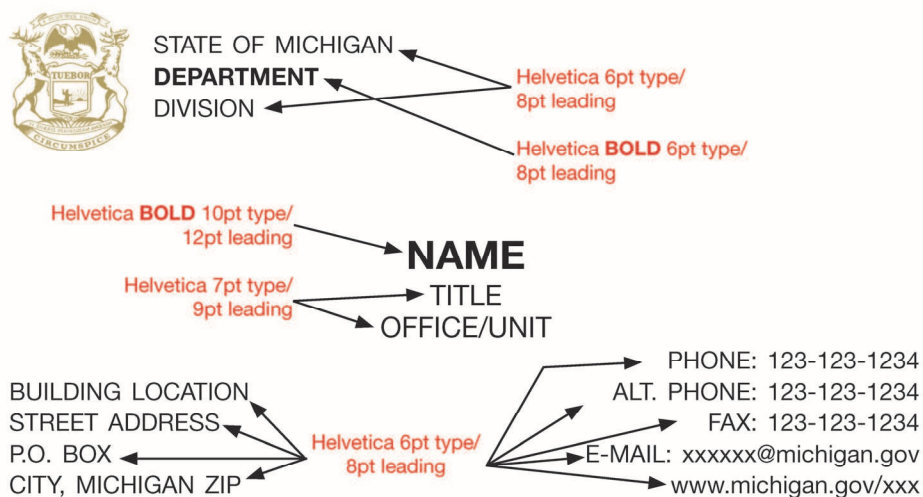 TUEBOR
CIRCUMSPICE
STATE OF MICHIGAN
DEPARTMENT
DIVISION
Helvetica 6pt type/
8pt leading
Helvetica BOLD 6pt type/
8pt leading
Helvetica BOLD 10pt type/
12pt leading
NAME
Helvetica 7pt type/
9pt leading
TITLE
OFFICE/UNIT
BUILDING LOCATION
STREET ADDRESS
P.O. BOX
CITY, MICHIGAN ZIP
Helvetica 6pt type/
8pt leading
PHONE: 123-123-1234
ALT. PHONE: 123-123-1234
FAX: 123-123-1234
E-MAIL: xxxxxx@michigan.gov
www.michigan.gov/xxx